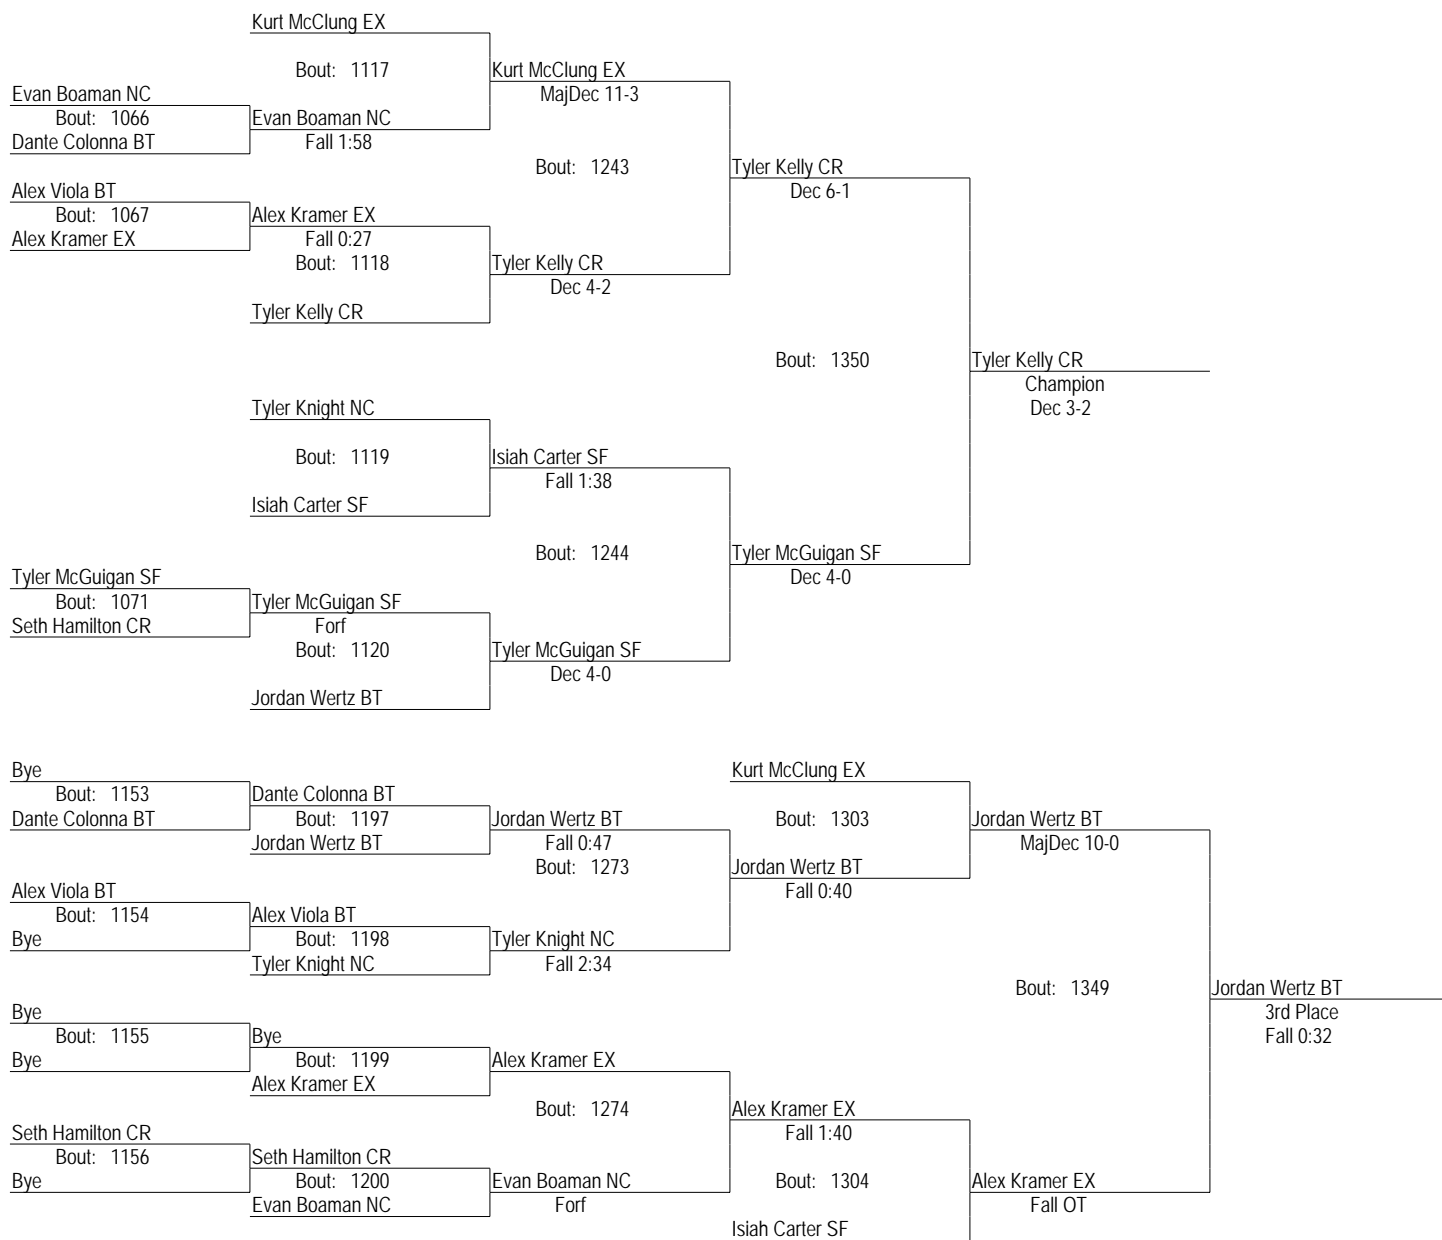 Kurt McClung EX
Bout: 1117
Kurt McClung EX
MajDec 11-3
Evan Boaman NC
Bout: 1066
Evan Boaman NC
Dante Colonna BT
Fall 1:58
Bout: 1243
Tyler Kelly CR
Dec 6-1
Alex Viola BT
Bout: 1067
Alex Kramer EX
Alex Kramer EX
Fall 0:27
Bout: 1118
Tyler Kelly CR
Dec 4-2
Tyler Kelly CR
Bout: 1350
Tyler Kelly CR
Champion
Dec 3-2
Tyler Knight NC
Bout: 1119
Isiah Carter SF
Fall 1:38
Isiah Carter SF
Bout: 1244
Tyler McGuigan SF
Dec 4-0
Tyler McGuigan SF
Bout: 1071
Tyler McGuigan SF
Seth Hamilton CR
Forf
Bout: 1120
Tyler McGuigan SF
Dec 4-0
Jordan Wertz BT
Bye
Kurt McClung EX
Bout: 1153
Dante Colonna BT
Dante Colonna BT
Bout: 1197
Jordan Wertz BT
Bout: 1303
Jordan Wertz BT
Jordan Wertz BT
Fall 0:47
MajDec 10-0
Bout: 1273
Jordan Wertz BT
Fall 0:40
Alex Viola BT
Bout: 1154
Alex Viola BT
Bye
Bout: 1198
Tyler Knight NC
Tyler Knight NC
Fall 2:34
Bout: 1349
Jordan Wertz BT
3rd Place
Fall 0:32
Bye
Bout: 1155
Bye
Bye
Bout: 1199
Alex Kramer EX
Alex Kramer EX
Bout: 1274
Alex Kramer EX
Fall 1:40
Seth Hamilton CR
Bout: 1156
Seth Hamilton CR
Bye
Bout: 1200
Evan Boaman NC
Bout: 1304
Alex Kramer EX
Evan Boaman NC
Forf
Fall OT
Isiah Carter SF